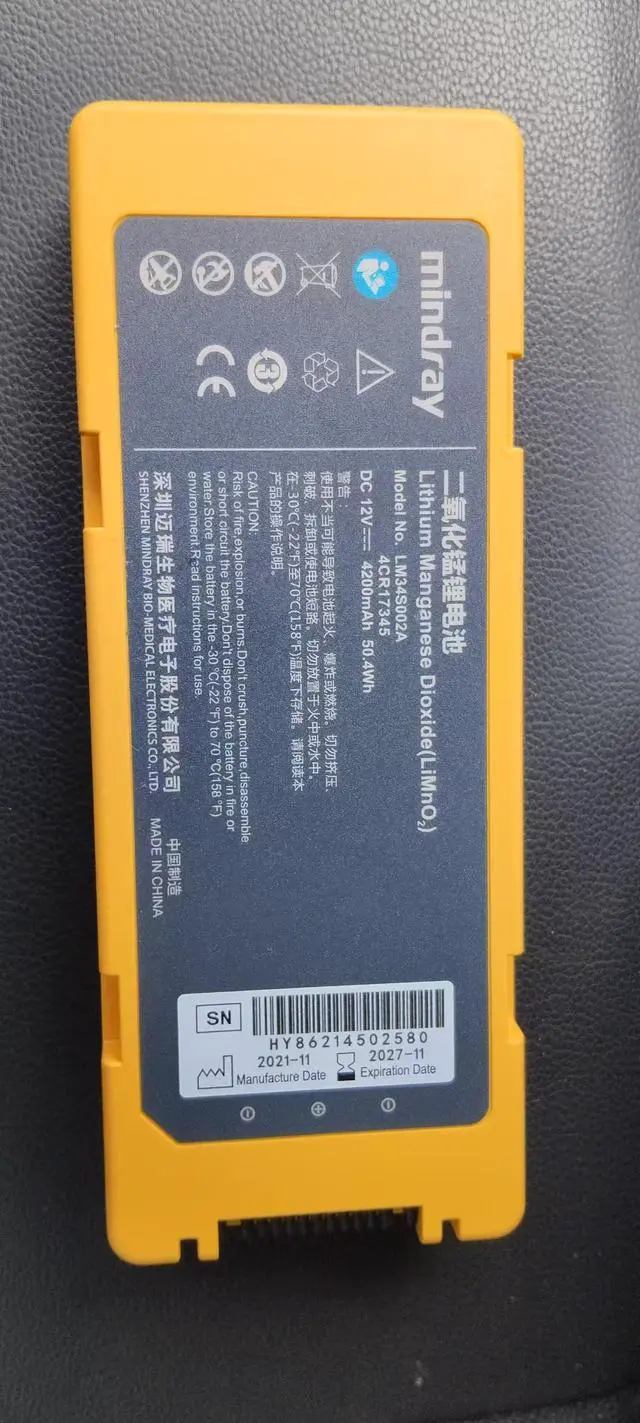 mindray
二氧化锰锂电池
Lithium Manganese Dioxide(LiMnO₂)
Model No. LM34S002A
4CR17345
DC 12V⎓ 4200mAh 50.4Wh
警告：
使用不当可能导致电池起火、爆炸或燃烧。切勿挤压、
刺破、拆卸或使电池短路。切勿放置于火中或水中。
在-30℃(-22℉)至70℃(158℉)温度下存储。请阅读本
产品的操作说明。
CAUTION:
Risk of fire,explosion,or burns.Don't crush,puncture,disassemble
or short circuit the battery.Don't dispose of the battery in fire or
water.Store the battery in the -30 ℃(-22 ℉) to 70 ℃(158 ℉)
environment.Read instructions for use.
深圳迈瑞生物医疗电子股份有限公司 中国制造
SHENZHEN MINDRAY BIO-MEDICAL ELECTRONICS CO., LTD. MADE IN CHINA
CE
3
SN
HY86214502580
2021-11
Manufacture Date
2027-11
Expiration Date